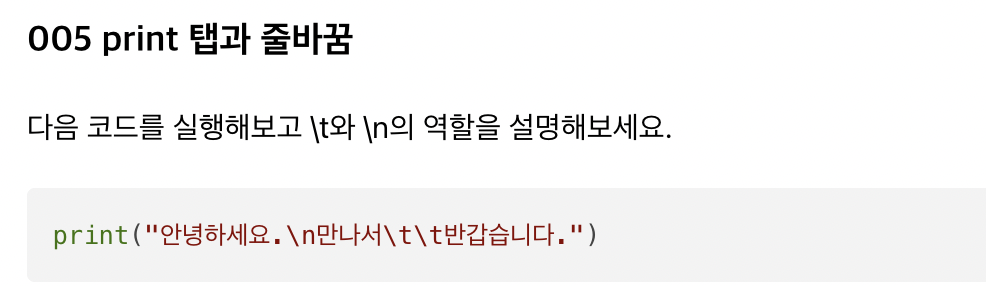 005 print 탭과 줄바꿈
다음 코드를 실행해보고 \t와 \n의 역할을 설명해보세요.
print("안녕하세요.\n만나서\t\t반갑습니다.")